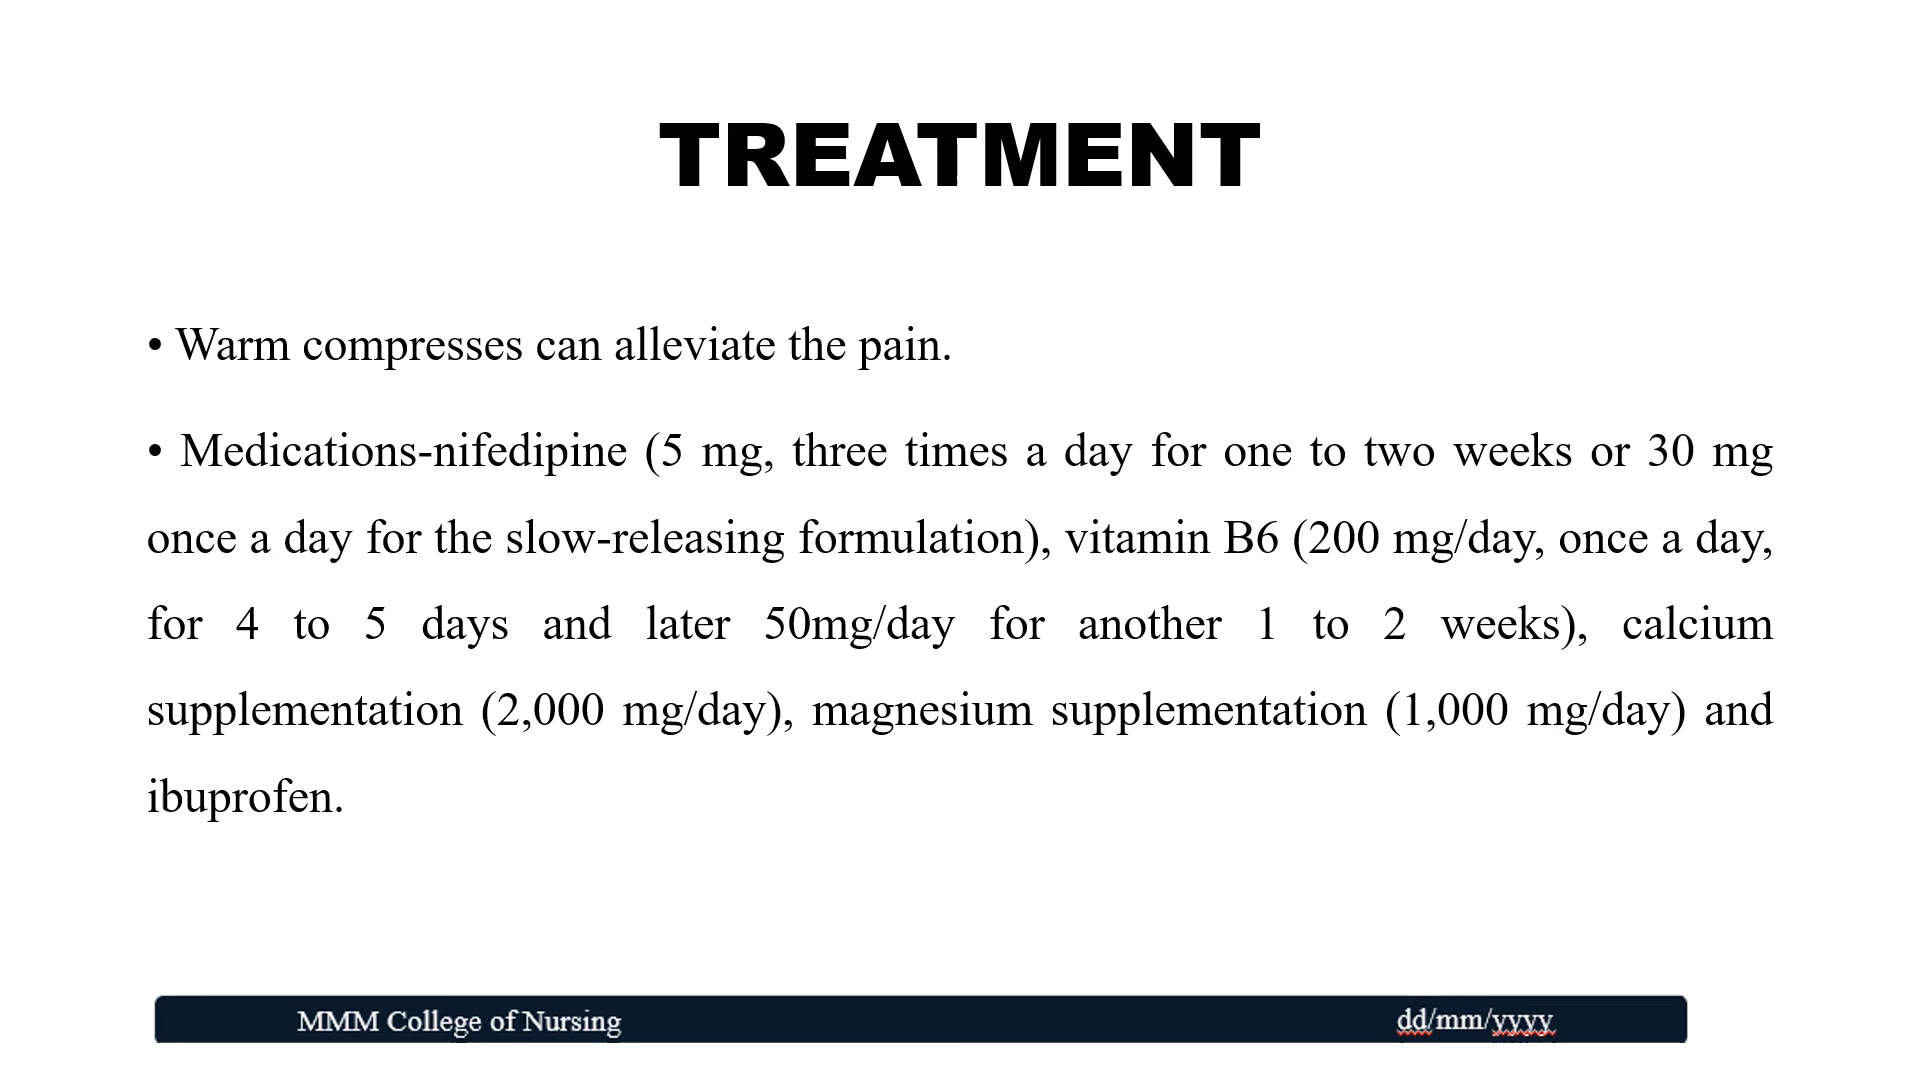 TREATMENT
• Warm compresses can alleviate the pain.
• Medications-nifedipine (5 mg, three times a day for one to two weeks or 30 mg
once a day for the slow-releasing formulation), vitamin B6 (200 mg/day, once a day,
for 4 to 5 days and later 50mg/day for another 1 to 2 weeks), calcium
supplementation (2,000 mg/day), magnesium supplementation (1,000 mg/day) and
ibuprofen.
MMM College of Nursing dd/mm/yyyy